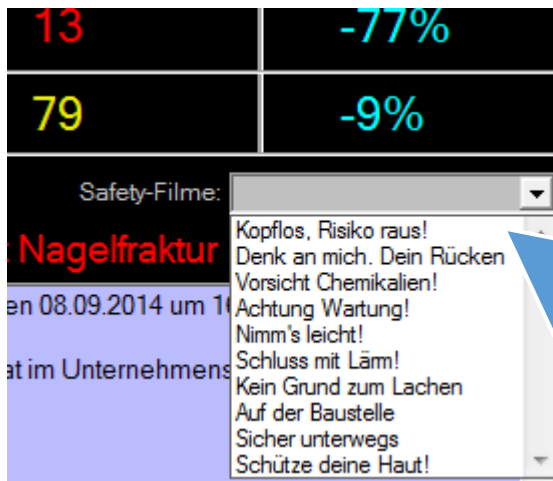 13 -77%
79 -9%
Safety-Filme:
Kopflos, Risiko raus!
Nagelfraktur
Denk an mich. Dein Rücken
Vorsicht Chemikalien!
en 08.09.2014 um 1
Achtung Wartung!
Nimm's leicht!
Schluss mit Lärm!
at im Unternehmens
Kein Grund zum Lachen
Auf der Baustelle
Sicher unterwegs
Schütze deine Haut!